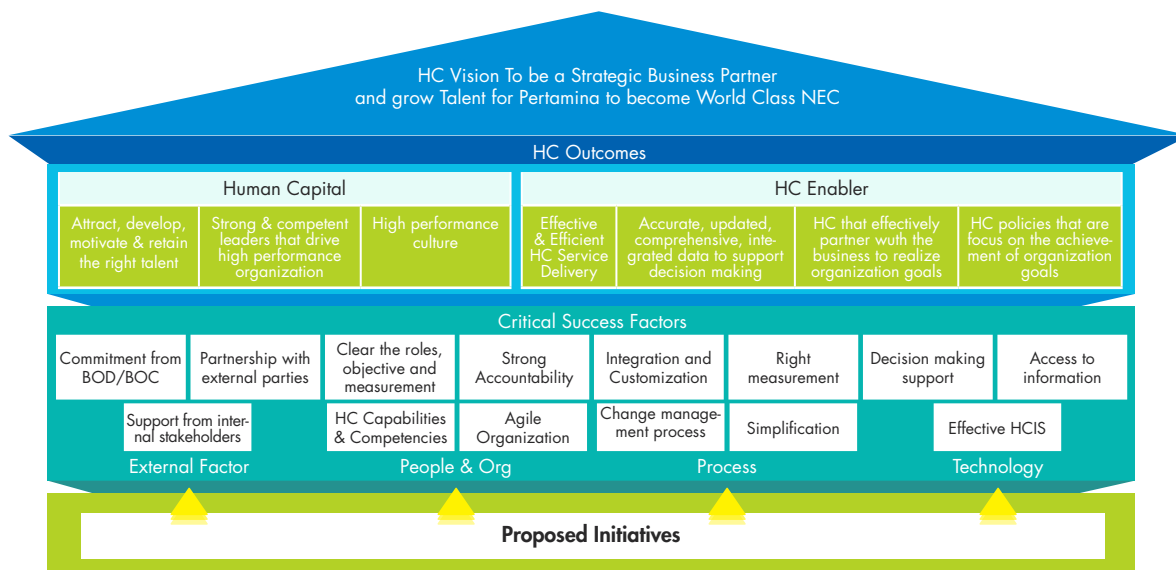 HC Vision To be a Strategic Business Partner
and grow Talent for Pertamina to become World Class NEC
HC Outcomes
Human Capital
Attract, develop,
motivate & retain
the right talent
Strong & competent
leaders that drive
high performance
organization
High performance
culture
HC Enabler
Effective
& Efficient
HC Service
Delivery
Accurate, updated,
comprehensive, inte-
grated data to support
decision making
HC that effectively
partner wuth the
business to realize
organization goals
HC policies that are
focus on the achieve-
ment of organization
goals
Critical Success Factors
Commitment from
BOD/BOC
Partnership with
external parties
Support from inter-
nal stakeholders
External Factor
Clear the roles,
objective and
measurement
Strong
Accountability
HC Capabilities
& Competencies
Agile
Organization
People & Org
Integration and
Customization
Right
measurement
Change manage-
ment process
Simplification
Process
Decision making
support
Access to
information
Effective HCIS
Technology
Proposed Initiatives